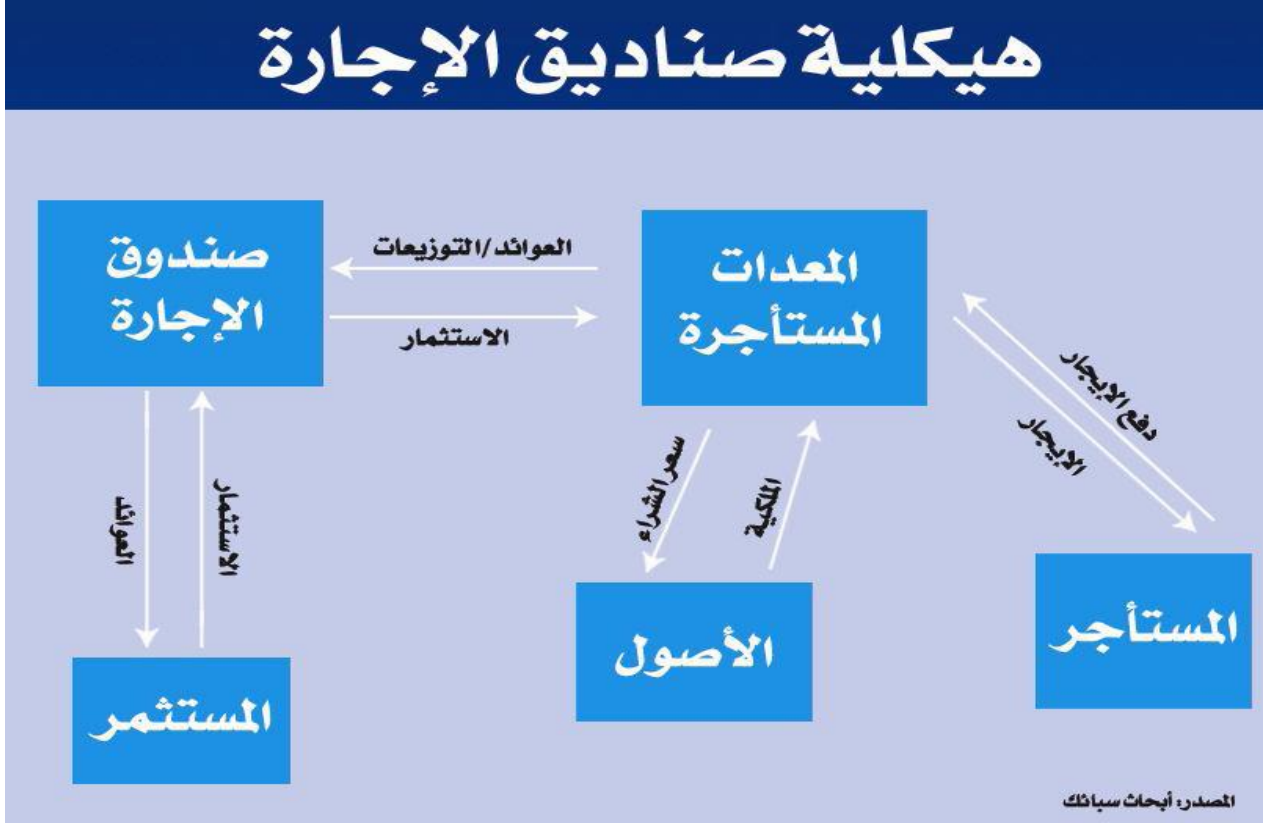 هيكلية صناديق الإجارة
صندوق
الإجارة
العوائد/التوزيعات
الاستثمار
المعدات
المستأجرة
دفع الإيجار
الإيجار
سعر الشراء
الملكية
العوائد
الاستثمار
المستأجر
الأصول
المستثمر
المصدر: أبحاث سبائك